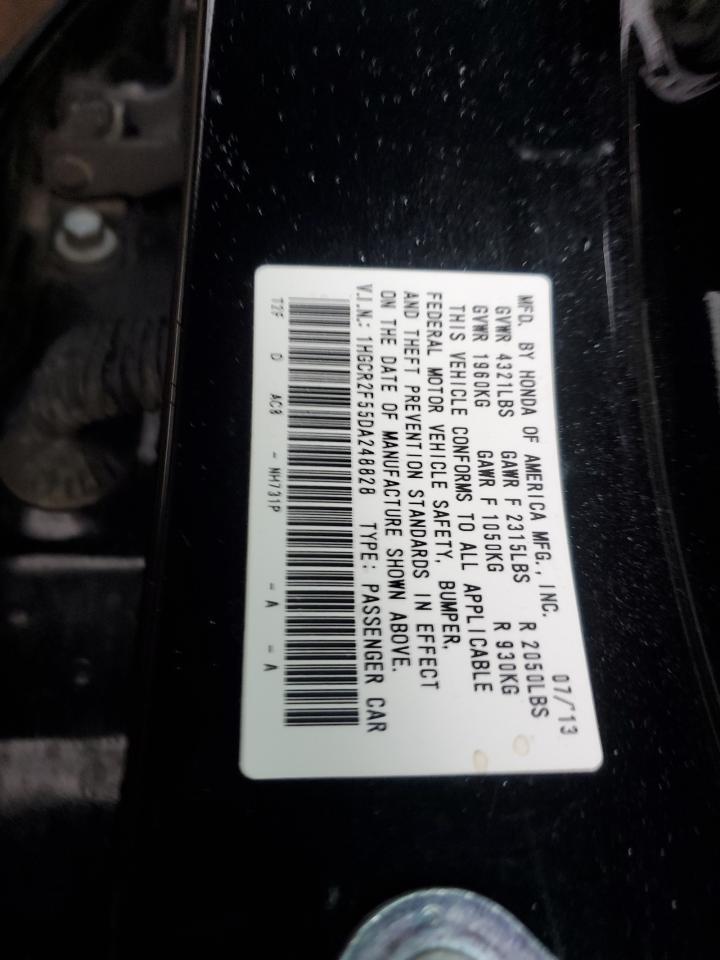 MFD. BY HONDA OF AMERICA MFG., INC. 07/13
GVWR 4321LBS GAWR F 2315LBS R 2050LBS
GVWR 1960KG GAWR F 1050KG R 930KG
THIS VEHICLE CONFORMS TO ALL APPLICABLE
FEDERAL MOTOR VEHICLE SAFETY, BUMPER,
AND THEFT PREVENTION STANDARDS IN EFFECT
ON THE DATE OF MANUFACTURE SHOWN ABOVE.
V.I.N.: 1HGCR2F55DA248828 TYPE: PASSENGER CAR
T2F D AC8 - NH731P - A - A